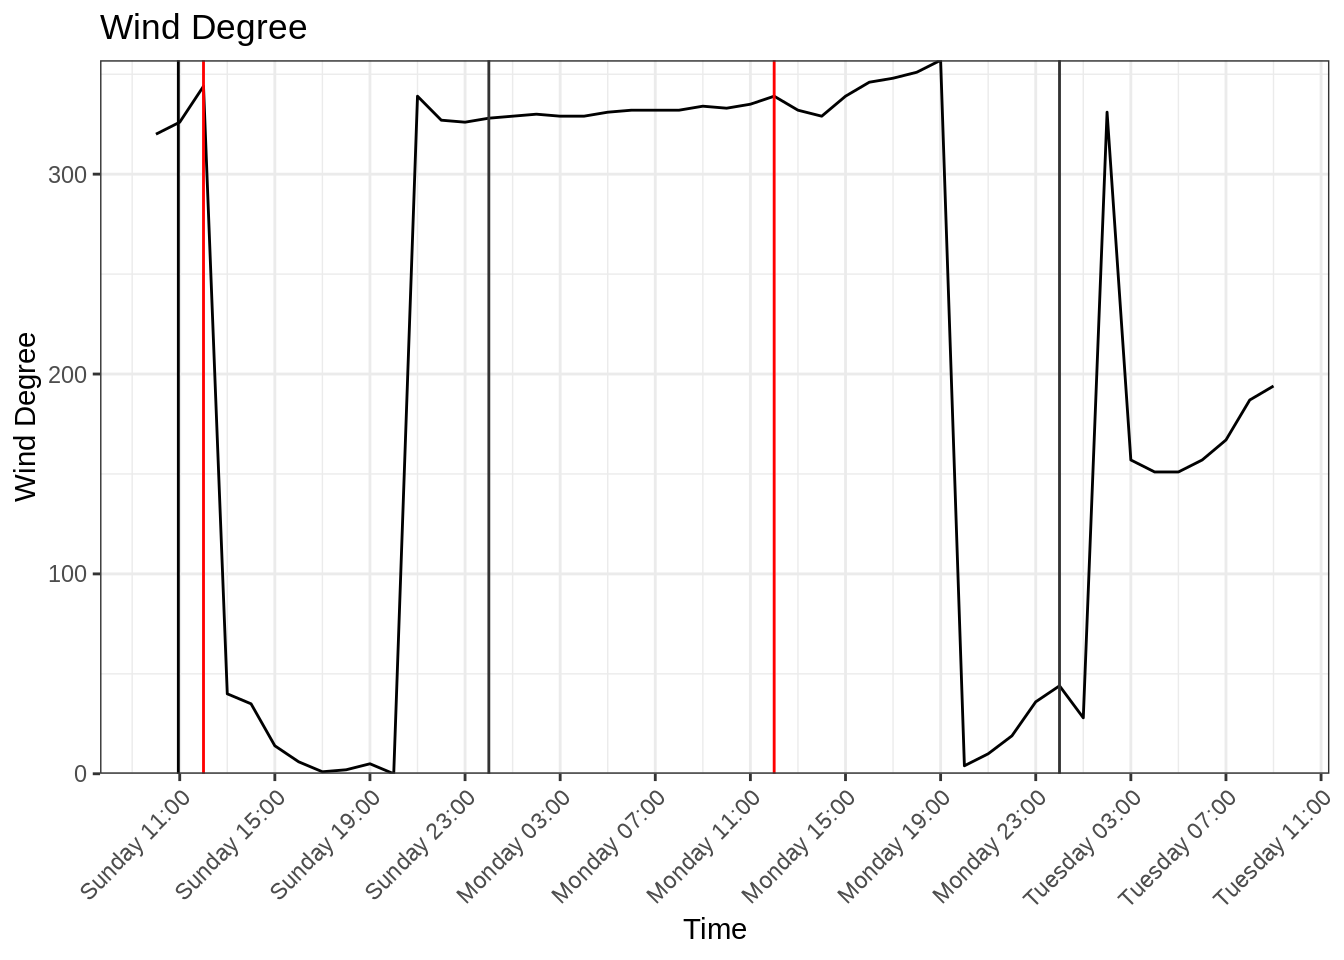 Wind Degree
Wind Degree
300
200
100
0
Sunday 11:00
Sunday 15:00
Sunday 19:00
Sunday 23:00
Monday 03:00
Monday 07:00
Monday 11:00
Monday 15:00
Monday 19:00
Monday 23:00
Tuesday 03:00
Tuesday 07:00
Tuesday 11:00
Time